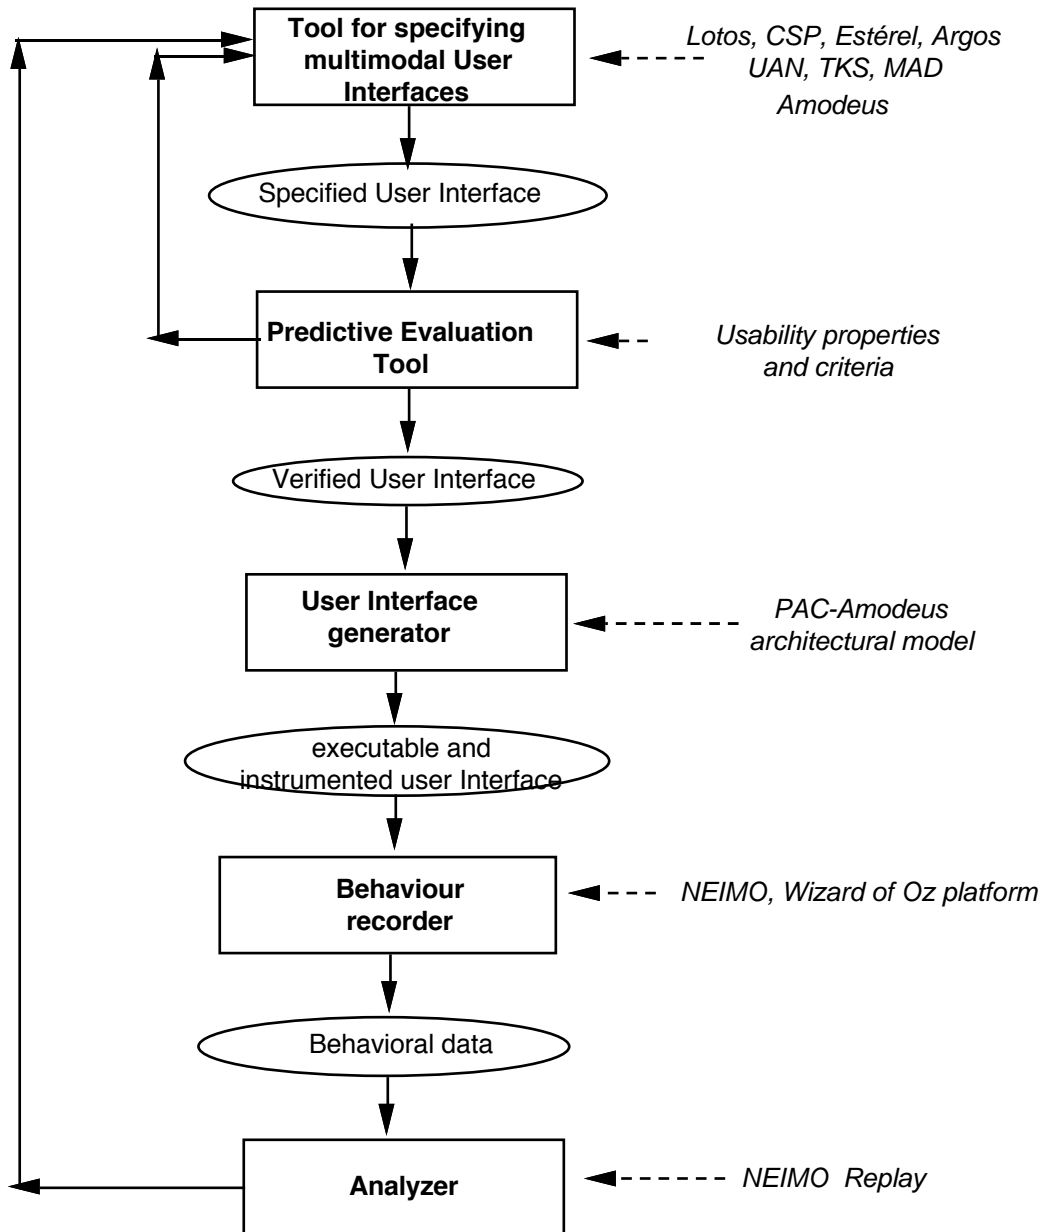 Tool for specifying
multimodal User
Interfaces
Lotos, CSP, Estérel, Argos
UAN, TKS, MAD
Amodeus
Specified User Interface
Predictive Evaluation
Tool
Usability properties
and criteria
Verified User Interface
User Interface
generator
PAC-Amodeus
architectural model
executable and
instrumented user Interface
Behaviour
recorder
NEIMO, Wizard of Oz platform
Behavioral data
Analyzer
NEIMO Replay